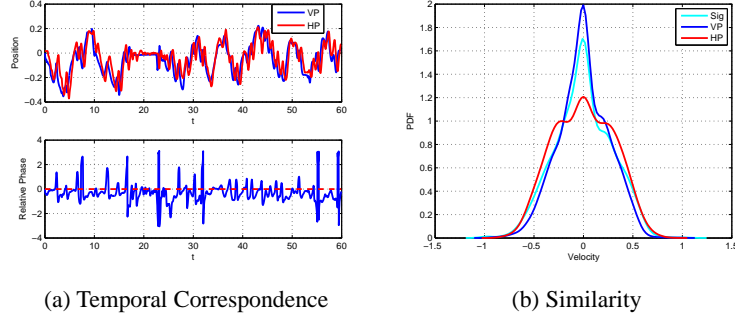 0.4
0.2
0
0.2
0.4
Position
VP
HP
0 10 20 30 40 50 60
t
4
2
0
−2
−4
Relative Phase
0 10 20 30 40 50 60
t
2
1.8
1.6
1.4
1.2
1
0.8
0.6
0.4
0.2
0
PDF
Sig
VP
HP
−1.5 −1 −0.5 0 0.5 1 1.5
Velocity
(a) Temporal Correspondence
(b) Similarity